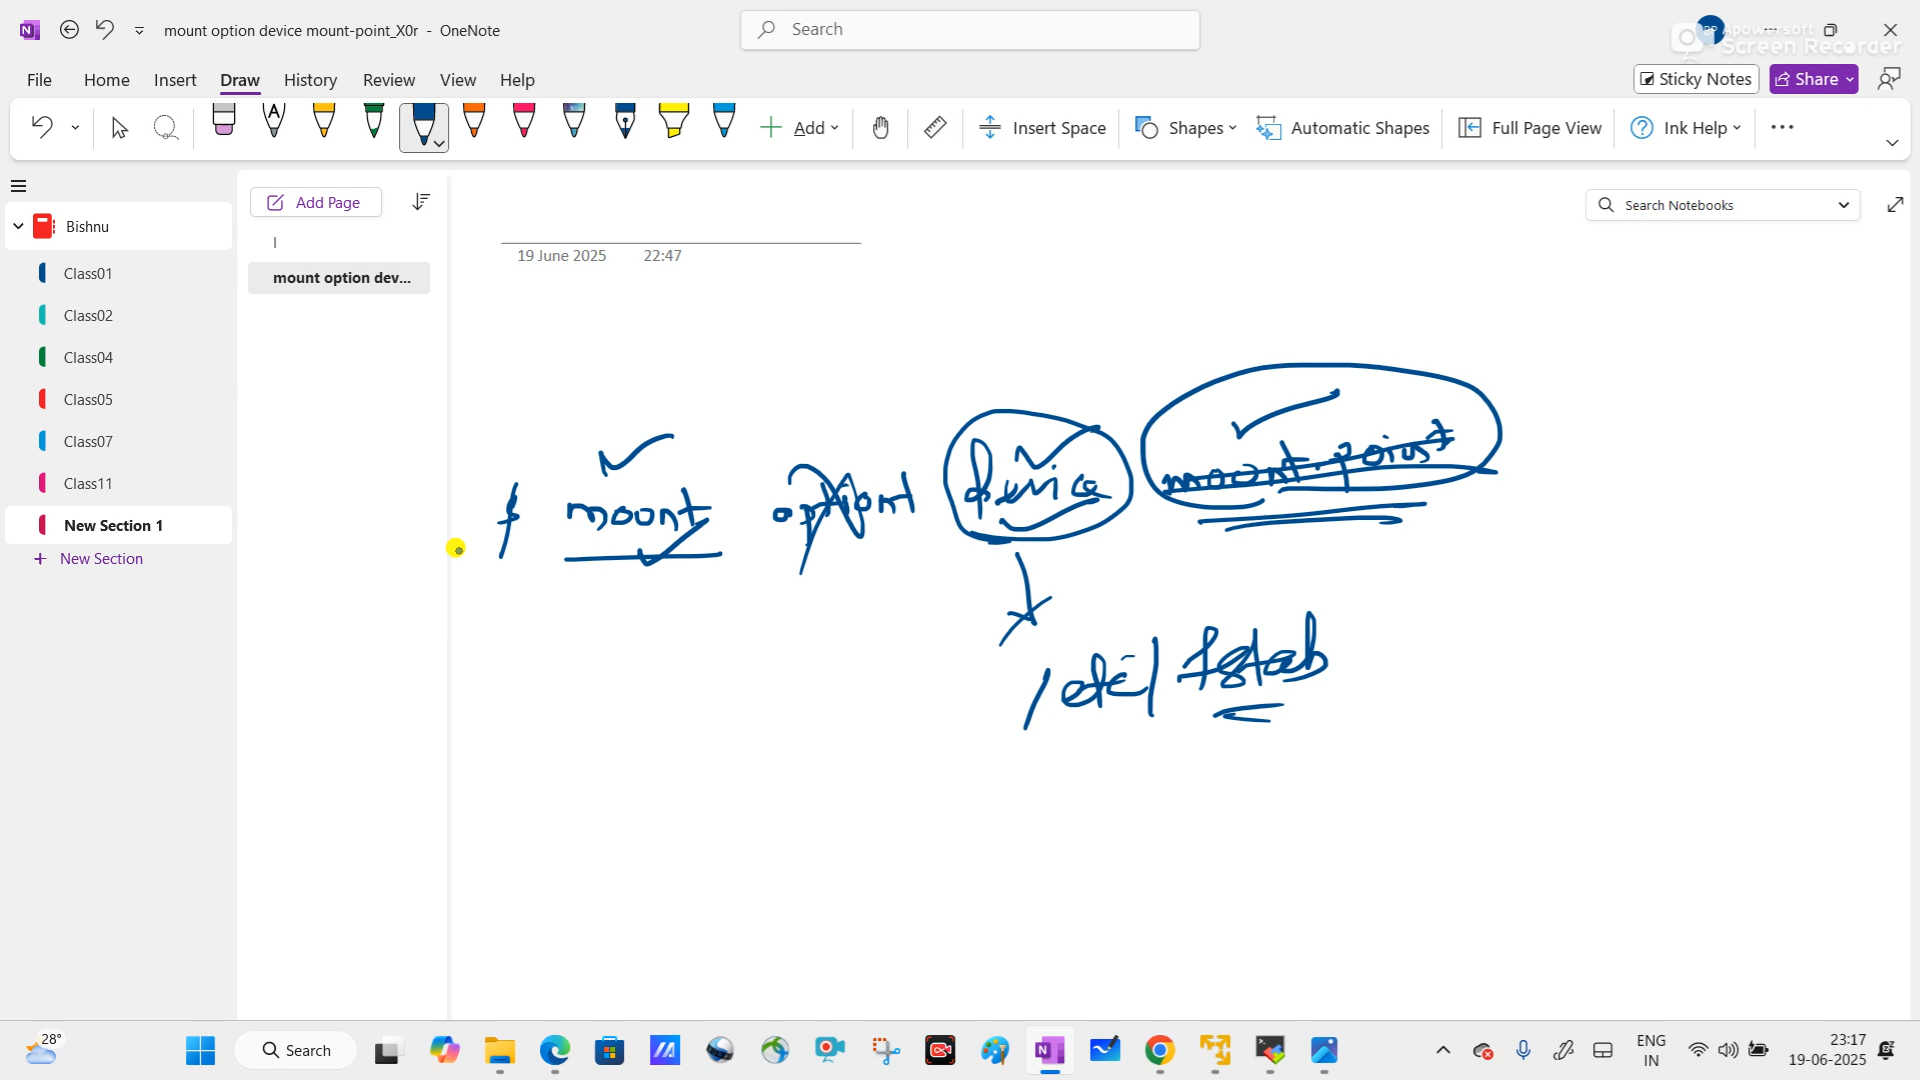 mount option device mount-point_X0r - OneNote
Search
Apowersoft
Screen Recorder
File Home Insert Draw History Review View Help
Sticky Notes Share
Add Insert Space Shapes Automatic Shapes Full Page View Ink Help
Bishnu
Class01
Class02
Class04
Class05
Class07
Class11
New Section 1
New Section
Add Page
l
mount option dev...
Search Notebooks
19 June 2025 22:47
$ mount option device mount-point
/etc/fstab
28°
Search
ENG
IN
23:17
19-06-2025